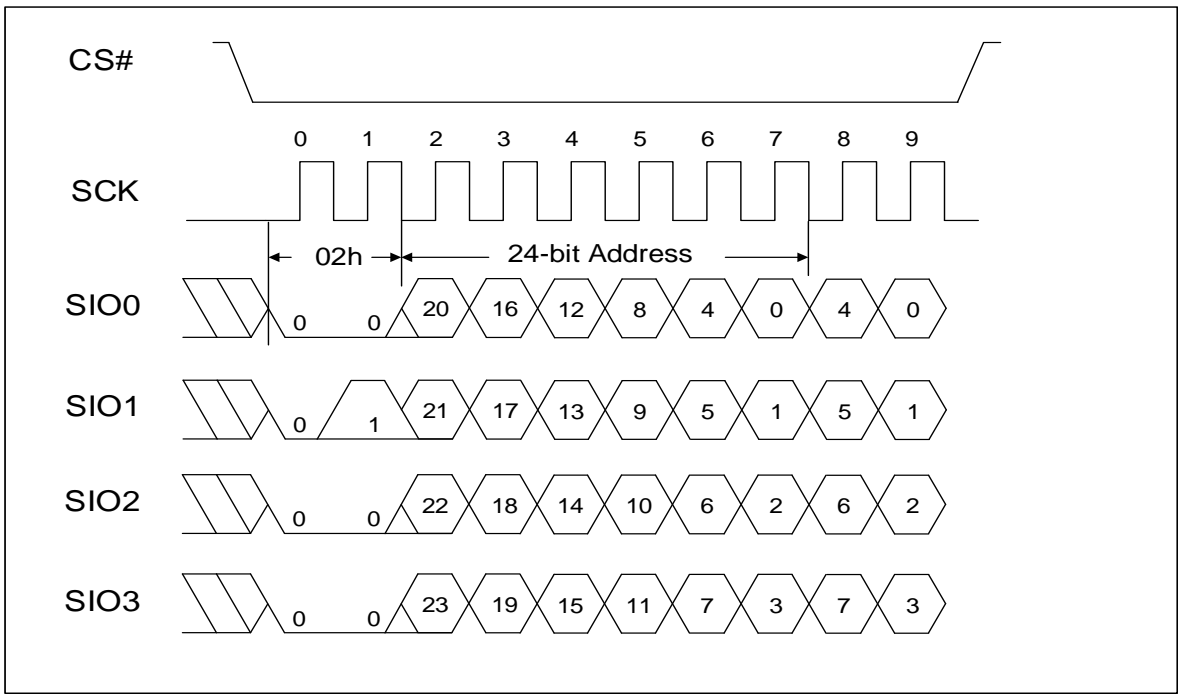 CS#
0 1 2 3 4 5 6 7 8 9
SCK
02h 24-bit Address
SIO0 0 0 20 16 12 8 4 0 4 0
SIO1 0 1 21 17 13 9 5 1 5 1
SIO2 0 0 22 18 14 10 6 2 6 2
SIO3 0 0 23 19 15 11 7 3 7 3